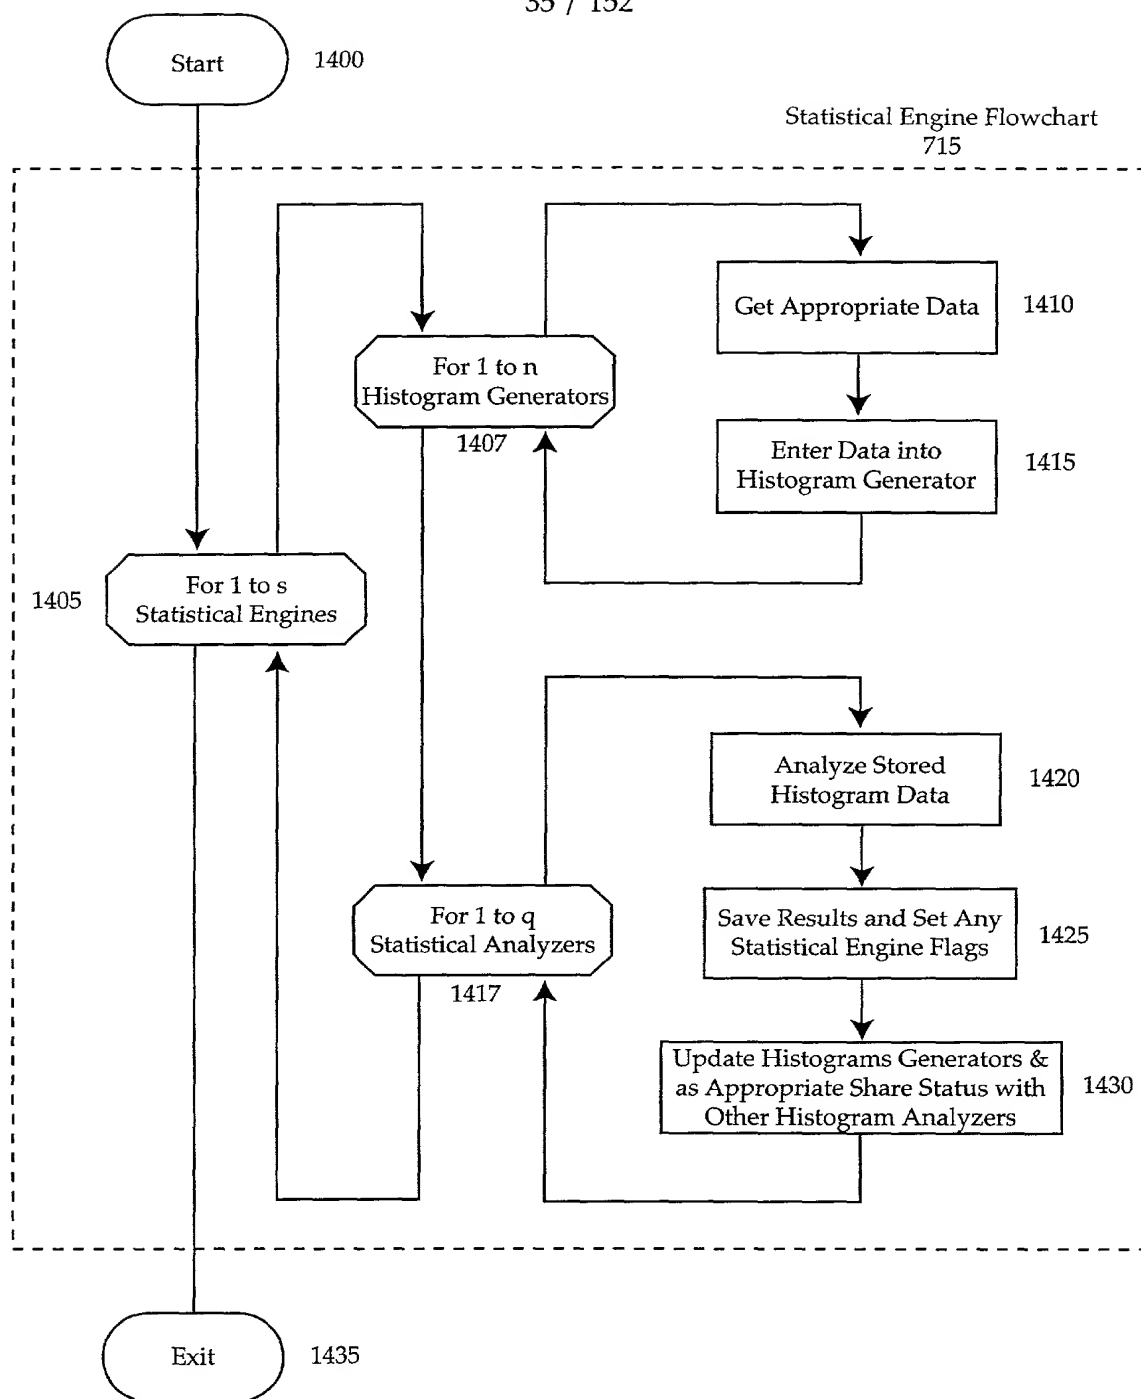 35 / 152
Start
1400
Statistical Engine Flowchart
715
For 1 to n
Histogram Generators
1407
Get Appropriate Data
1410
Enter Data into
Histogram Generator
1415
1405
For 1 to s
Statistical Engines
For 1 to q
Statistical Analyzers
1417
Analyze Stored
Histogram Data
1420
Save Results and Set Any
Statistical Engine Flags
1425
Update Histograms Generators &
as Appropriate Share Status with
Other Histogram Analyzers
1430
Exit
1435